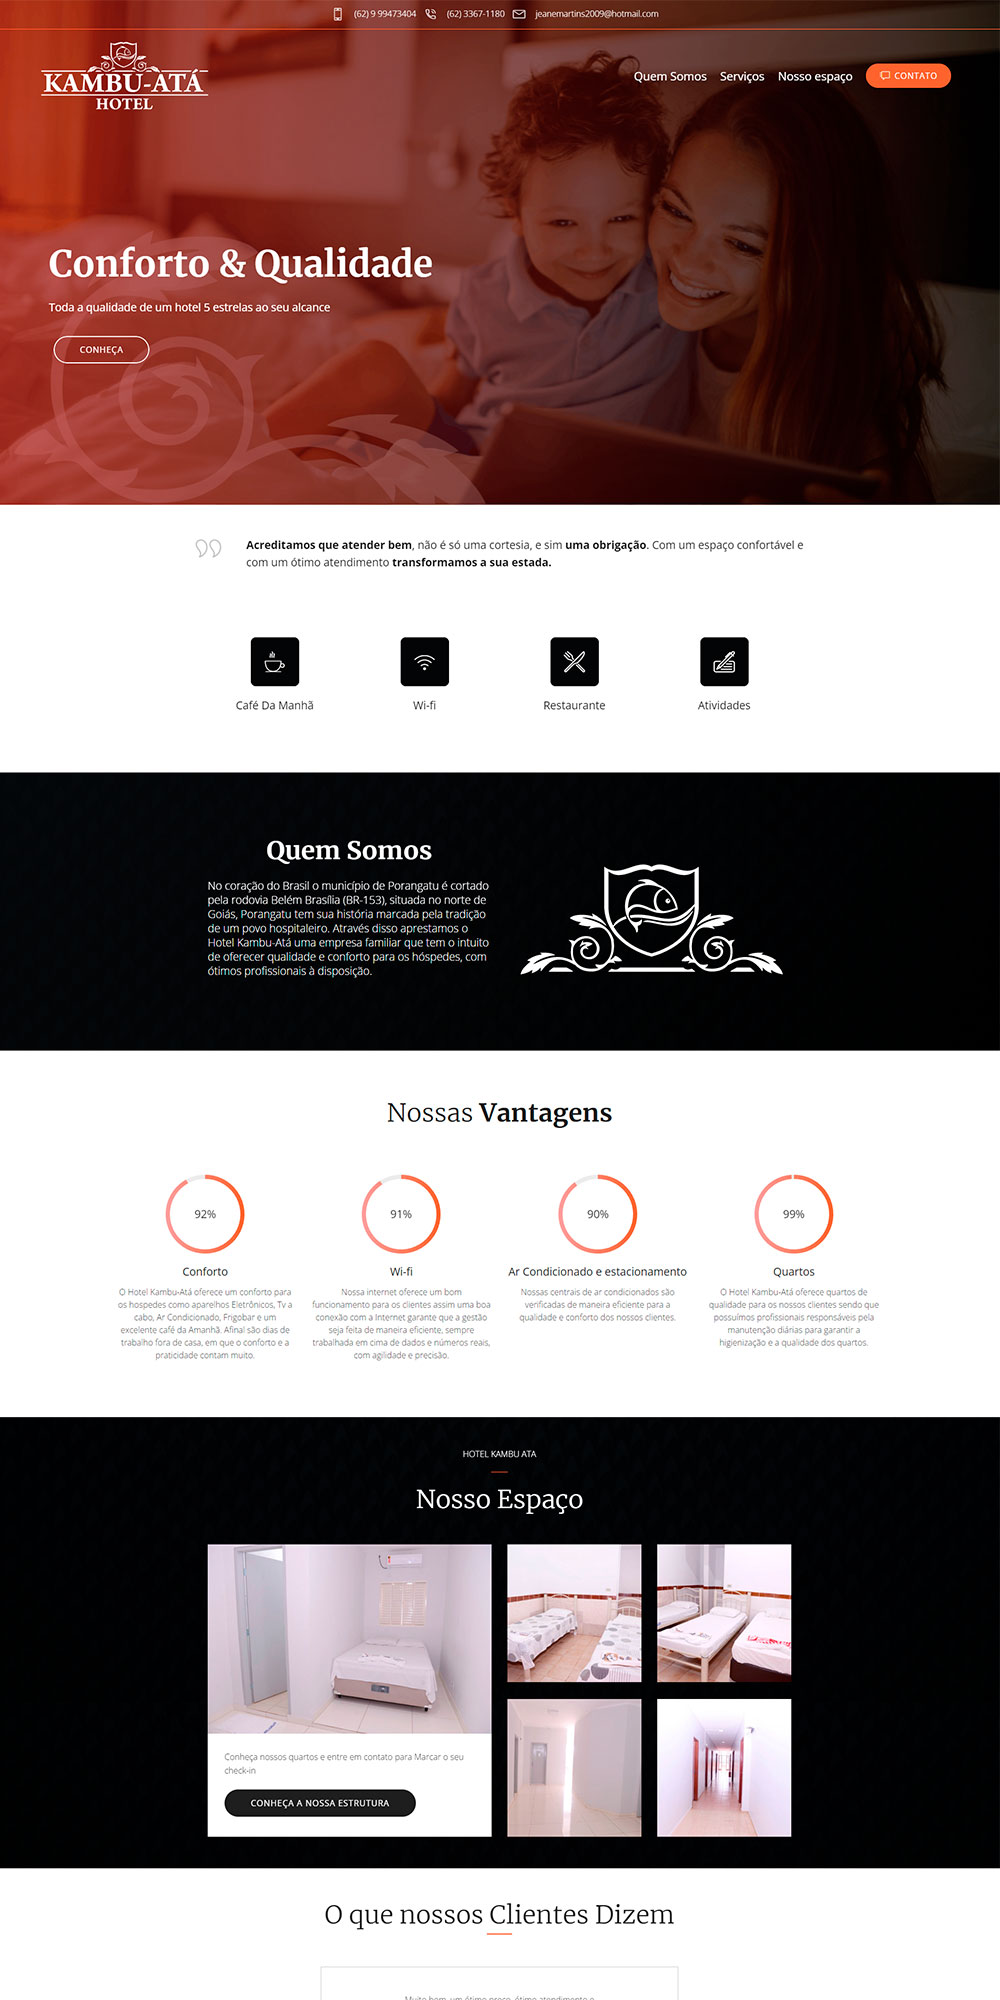 (62) 9 99473404 (62) 3367-1180 jeanemartins2009@hotmail.com
KAMBU-ATÁ
HOTEL
Quem Somos Serviços Nosso espaço CONTATO
Conforto & Qualidade
Toda a qualidade de um hotel 5 estrelas ao seu alcance
CONHEÇA
Acreditamos que atender bem, não é só uma cortesia, e sim uma obrigação. Com um espaço confortável e
com um ótimo atendimento transformamos a sua estada.
Café Da Manhã Wi-fi Restaurante Atividades
Quem Somos
No coração do Brasil o município de Porangatu é cortado
pela rodovia Belém Brasília (BR-153), situada no norte de
Goiás, Porangatu tem sua história marcada pela tradição
de um povo hospitaleiro. Através disso aprestamos o
Hotel Kambu-Atá uma empresa familiar que tem o intuito
de oferecer qualidade e conforto para os hóspedes, com
ótimos profissionais à disposição.
Nossas Vantagens
92%
Conforto
O Hotel Kambu-Atá oferece um conforto para
os hospedes como aparelhos Eletrônicos, Tv a
cabo, Ar Condicionado, Frigobar e um
excelente café da Amanhã. Afinal são dias de
trabalho fora de casa, em que o conforto e a
praticidade contam muito.
91%
Wi-fi
Nossa internet oferece um bom
funcionamento para os clientes assim uma boa
conexão com a Internet garante que a gestão
seja feita de maneira eficiente, sempre
trabalhada em cima de dados e números reais,
com agilidade e precisão.
90%
Ar Condicionado e estacionamento
Nossas centrais de ar condicionados são
verificadas de maneira eficiente para a
qualidade e conforto dos nossos clientes.
99%
Quartos
O Hotel Kambu-Atá oferece quartos de
qualidade para os nossos clientes sendo que
possuímos profissionais responsáveis pela
manutenção diárias para garantir a
higienização e a qualidade dos quartos.
HOTEL KAMBU ATA
Nosso Espaço
Conheça nossos quartos e entre em contato para Marcar o seu
check-in
CONHEÇA A NOSSA ESTRUTURA
O que nossos Clientes Dizem
Muito bom, um ótimo preço, ótimo atendimento e